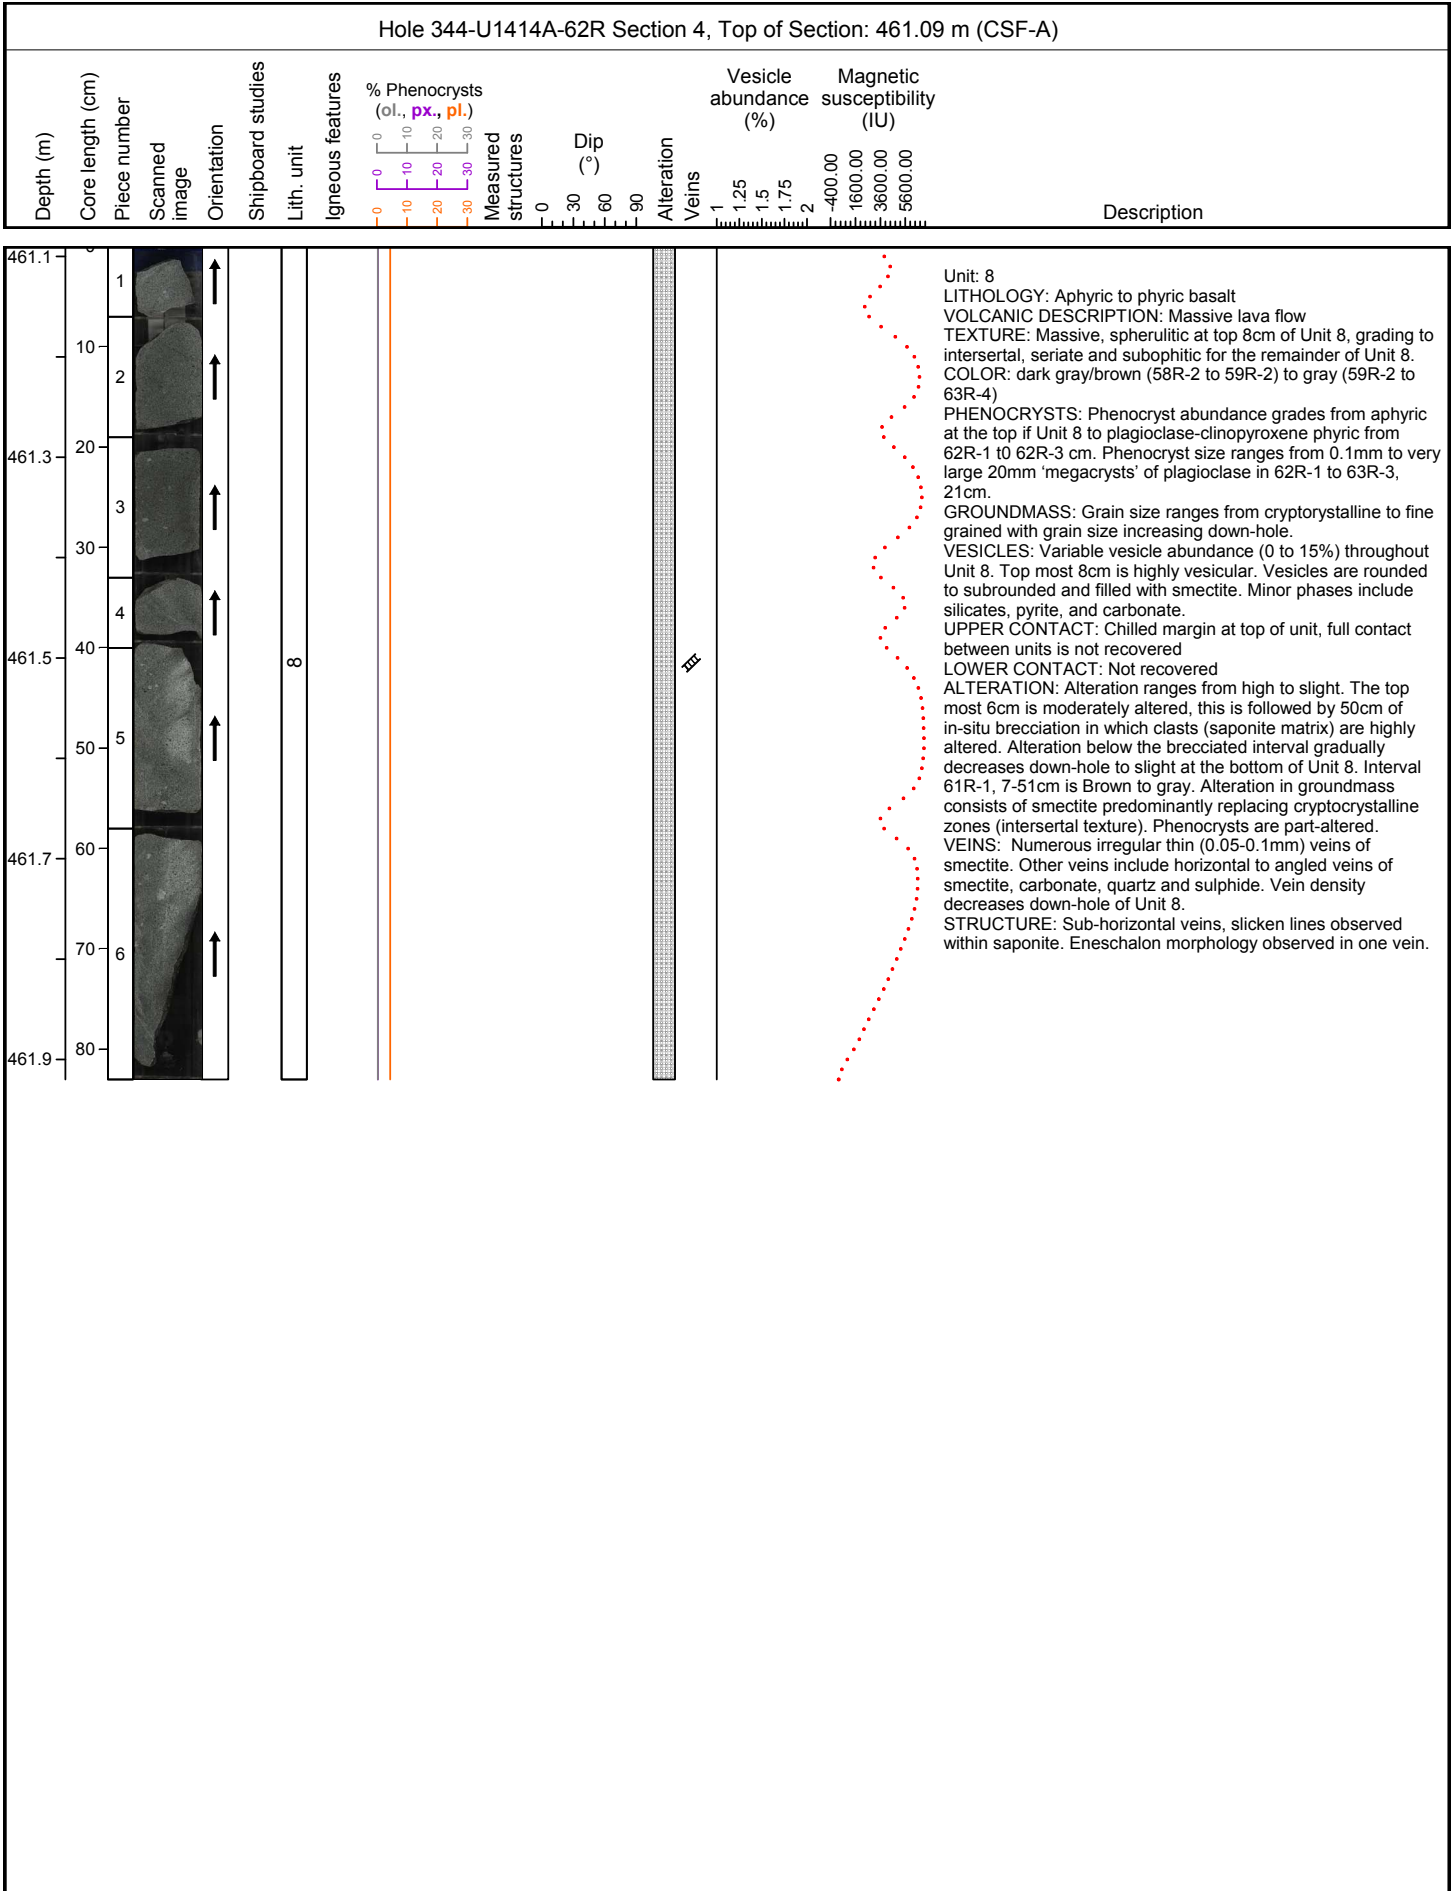 Hole 344-U1414A-62R Section 4, Top of Section: 461.09 m (CSF-A)
Depth (m)
Core length (cm)
Piece number
Scanned
image
Orientation
Shipboard studies
Lith. unit
Igneous features
% Phenocrysts
(ol., px., pl.)
0 10 20 30
0 10 20 30
0 10 20 30
Measured
structures
Dip
(°)
0 30 60 90
Alteration
Veins
Vesicle
abundance
(%)
1 1.25 1.5 1.75 2
Magnetic
susceptibility
(IU)
-400.00 1600.00 3600.00 5600.00
Description
461.1
461.3
461.5
461.7
461.9
10
20
30
40
50
60
70
80
1
2
3
4
5
6
8
Unit: 8
LITHOLOGY: Aphyric to phyric basalt
VOLCANIC DESCRIPTION: Massive lava flow
TEXTURE: Massive, spherulitic at top 8cm of Unit 8, grading to
intersertal, seriate and subophitic for the remainder of Unit 8.
COLOR: dark gray/brown (58R-2 to 59R-2) to gray (59R-2 to
63R-4)
PHENOCRYSTS: Phenocryst abundance grades from aphyric
at the top if Unit 8 to plagioclase-clinopyroxene phyric from
62R-1 t0 62R-3 cm. Phenocryst size ranges from 0.1mm to very
large 20mm ‘megacrysts’ of plagioclase in 62R-1 to 63R-3,
21cm.
GROUNDMASS: Grain size ranges from cryptorystalline to fine
grained with grain size increasing down-hole.
VESICLES: Variable vesicle abundance (0 to 15%) throughout
Unit 8. Top most 8cm is highly vesicular. Vesicles are rounded
to subrounded and filled with smectite. Minor phases include
silicates, pyrite, and carbonate.
UPPER CONTACT: Chilled margin at top of unit, full contact
between units is not recovered
LOWER CONTACT: Not recovered
ALTERATION: Alteration ranges from high to slight. The top
most 6cm is moderately altered, this is followed by 50cm of
in-situ brecciation in which clasts (saponite matrix) are highly
altered. Alteration below the brecciated interval gradually
decreases down-hole to slight at the bottom of Unit 8. Interval
61R-1, 7-51cm is Brown to gray. Alteration in groundmass
consists of smectite predominantly replacing cryptocrystalline
zones (intersertal texture). Phenocrysts are part-altered.
VEINS: Numerous irregular thin (0.05-0.1mm) veins of
smectite. Other veins include horizontal to angled veins of
smectite, carbonate, quartz and sulphide. Vein density
decreases down-hole of Unit 8.
STRUCTURE: Sub-horizontal veins, slicken lines observed
within saponite. Eneschalon morphology observed in one vein.